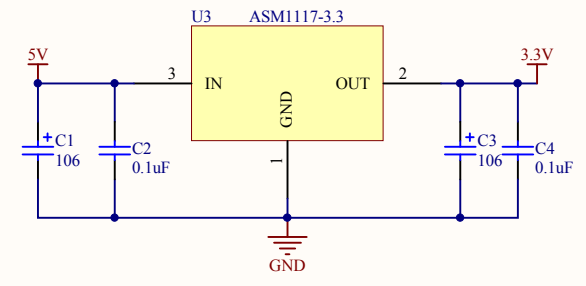 U3 ASM1117-3.3
5V
3.3V
3 IN OUT 2
GND
1
C1
106
C2
0.1uF
C3
106
C4
0.1uF
GND